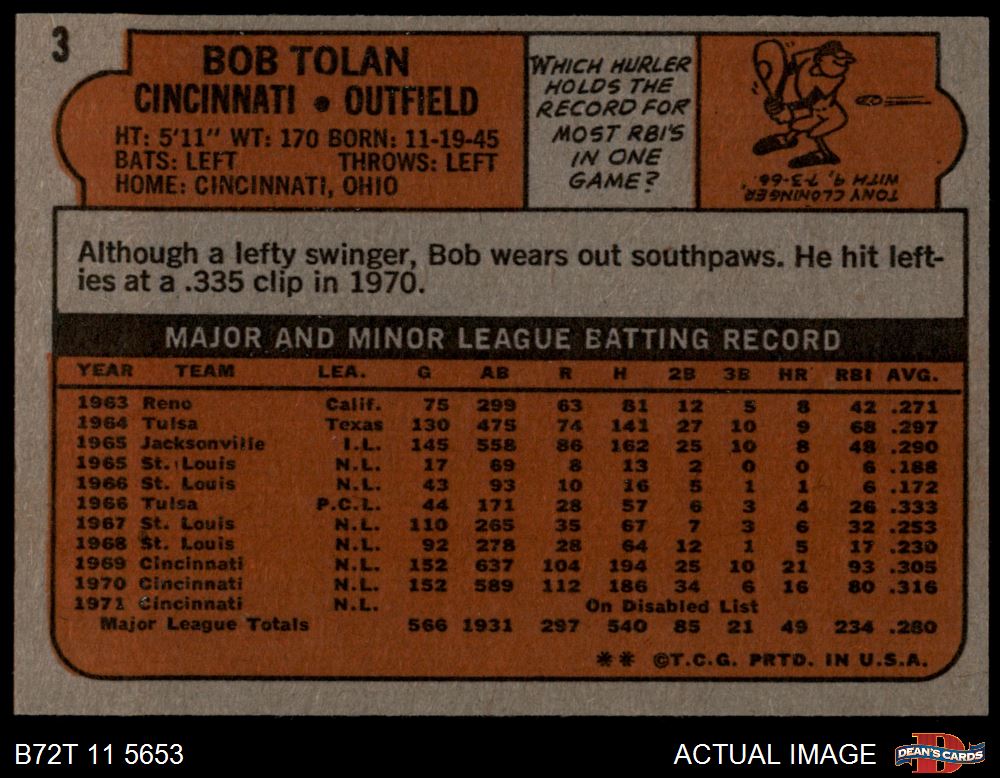 3
BOB TOLAN
CINCINNATI • OUTFIELD
HT: 5'11" WT: 170 BORN: 11-19-45
BATS: LEFT THROWS: LEFT
HOME: CINCINNATI, OHIO
WHICH HURLER
HOLDS THE
RECORD FOR
MOST RBI'S
IN ONE
GAME?
TONY CLONINGER,
WITH 9, 7-3-66.
Although a lefty swinger, Bob wears out southpaws. He hit left-
ies at a .335 clip in 1970.
MAJOR AND MINOR LEAGUE BATTING RECORD
YEAR TEAM LEA. G AB R H 2B 3B HR RBI AVG.
1963 Reno Calif. 75 299 63 81 12 5 8 42 .271
1964 Tulsa Texas 130 475 74 141 27 10 9 68 .297
1965 Jacksonville I.L. 145 558 86 162 25 10 8 48 .290
1965 St. Louis N.L. 17 69 8 13 2 0 0 6 .188
1966 St. Louis N.L. 43 93 10 16 5 1 1 6 .172
1966 Tulsa P.C.L. 44 171 28 57 6 3 4 26 .333
1967 St. Louis N.L. 110 265 35 67 7 3 6 32 .253
1968 St. Louis N.L. 92 278 28 64 12 1 5 17 .230
1969 Cincinnati N.L. 152 637 104 194 25 10 21 93 .305
1970 Cincinnati N.L. 152 589 112 186 34 6 16 80 .316
1971 Cincinnati N.L. On Disabled List
Major League Totals 566 1931 297 540 85 21 49 234 .280
** ©T.C.G. PRTD. IN U.S.A.
B72T 11 5653
ACTUAL IMAGE
D
DEAN'S CARDS